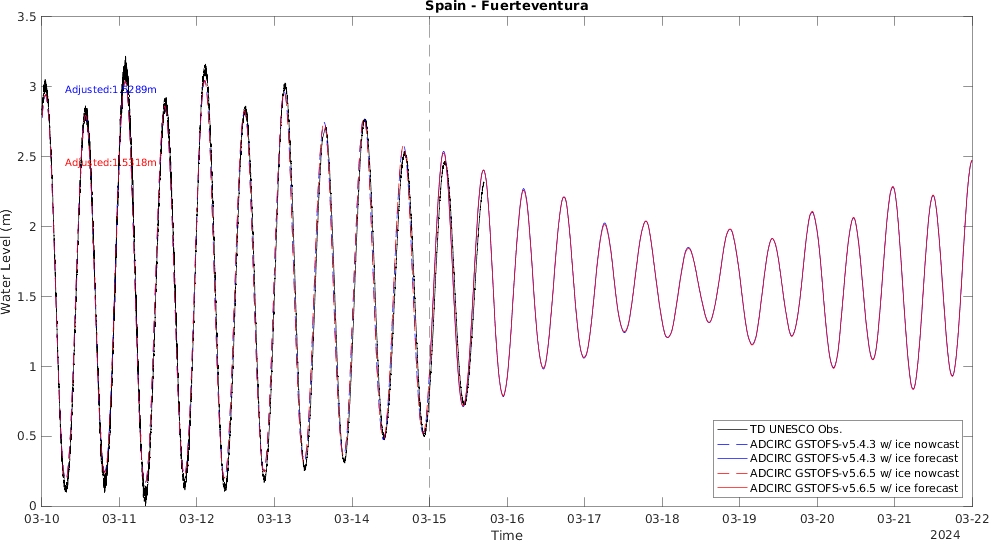 Spain - Fuerteventura
3.5
3
2.5
2
1.5
1
0.5
0
Water Level (m)
Adjusted:1.5289m
Adjusted:1.5318m
TD UNESCO Obs.
ADCIRC GSTOFS-v5.4.3 w/ ice nowcast
ADCIRC GSTOFS-v5.4.3 w/ ice forecast
ADCIRC GSTOFS-v5.6.5 w/ ice nowcast
ADCIRC GSTOFS-v5.6.5 w/ ice forecast
03-10 03-11 03-12 03-13 03-14 03-15 03-16 03-17 03-18 03-19 03-20 03-21 03-22
Time
2024